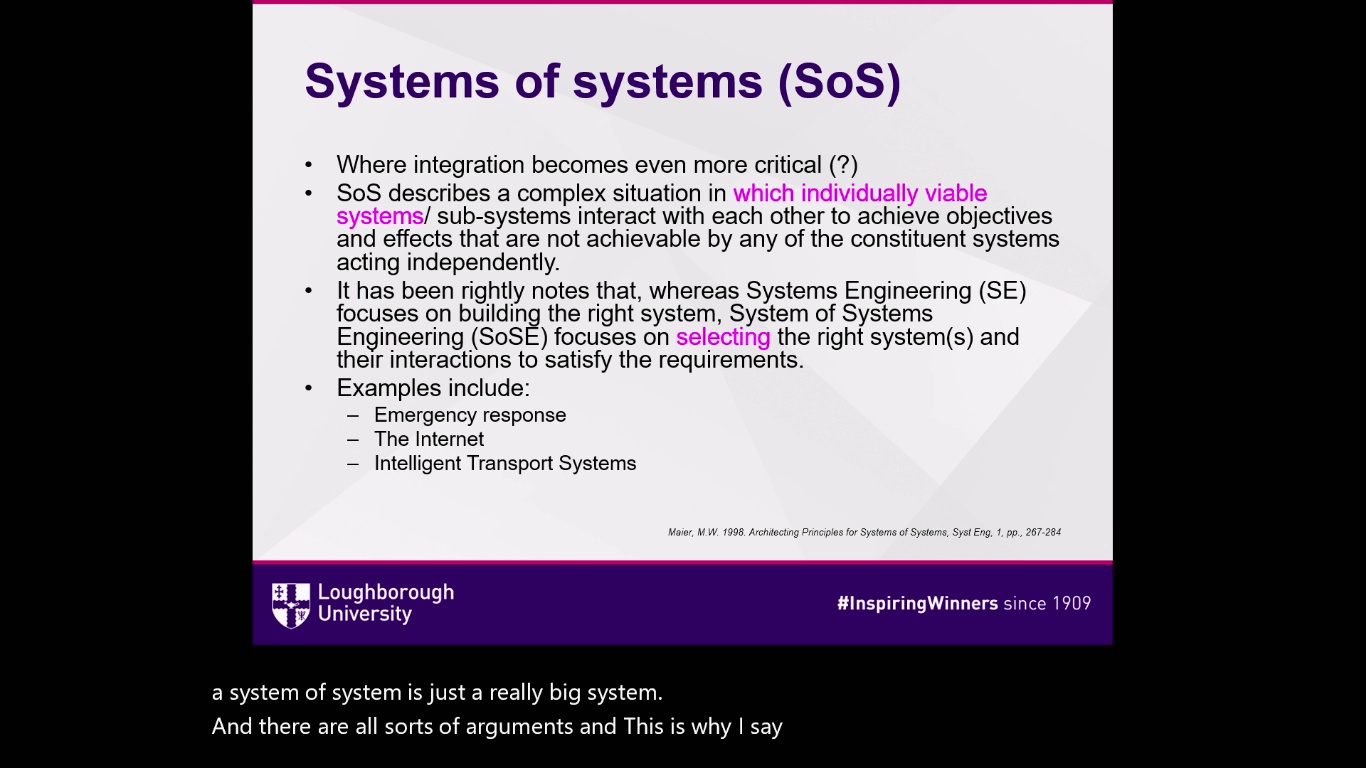 Systems of systems (SoS)
• Where integration becomes even more critical (?)
• SoS describes a complex situation in which individually viable
systems/ sub-systems interact with each other to achieve objectives
and effects that are not achievable by any of the constituent systems
acting independently.
• It has been rightly notes that, whereas Systems Engineering (SE)
focuses on building the right system, System of Systems
Engineering (SoSE) focuses on selecting the right system(s) and
their interactions to satisfy the requirements.
• Examples include:
– Emergency response
– The Internet
– Intelligent Transport Systems
Maier, M.W. 1998. Architecting Principles for Systems of Systems, Syst Eng, 1, pp., 267-284
Loughborough
University
#InspiringWinners since 1909
a system of system is just a really big system.
And there are all sorts of arguments and This is why I say